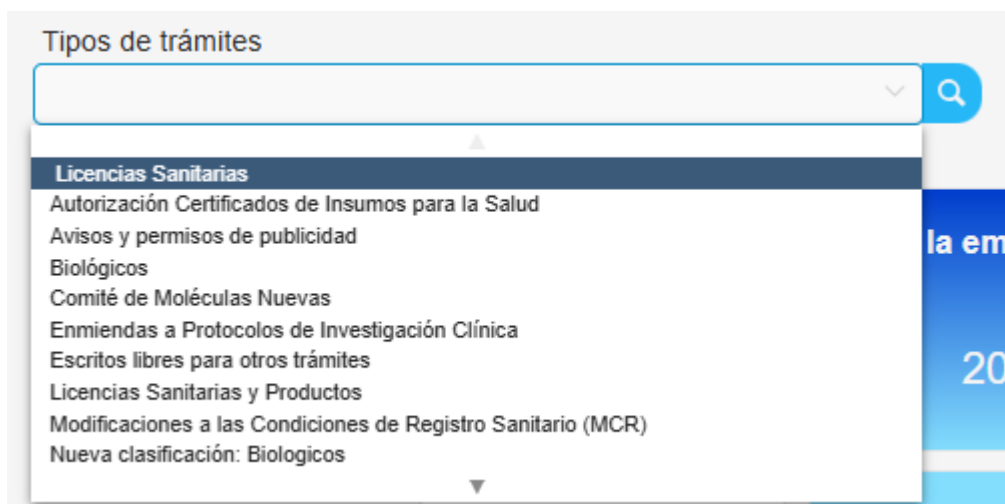 Tipos de trámites
Licencias Sanitarias
Autorización Certificados de Insumos para la Salud
Avisos y permisos de publicidad
la em
Biológicos
Comité de Moléculas Nuevas
Enmiendas a Protocolos de Investigación Clínica
Escritos libres para otros trámites
20
Licencias Sanitarias y Productos
Modificaciones a las Condiciones de Registro Sanitario (MCR)
Nueva clasificación: Biologicos